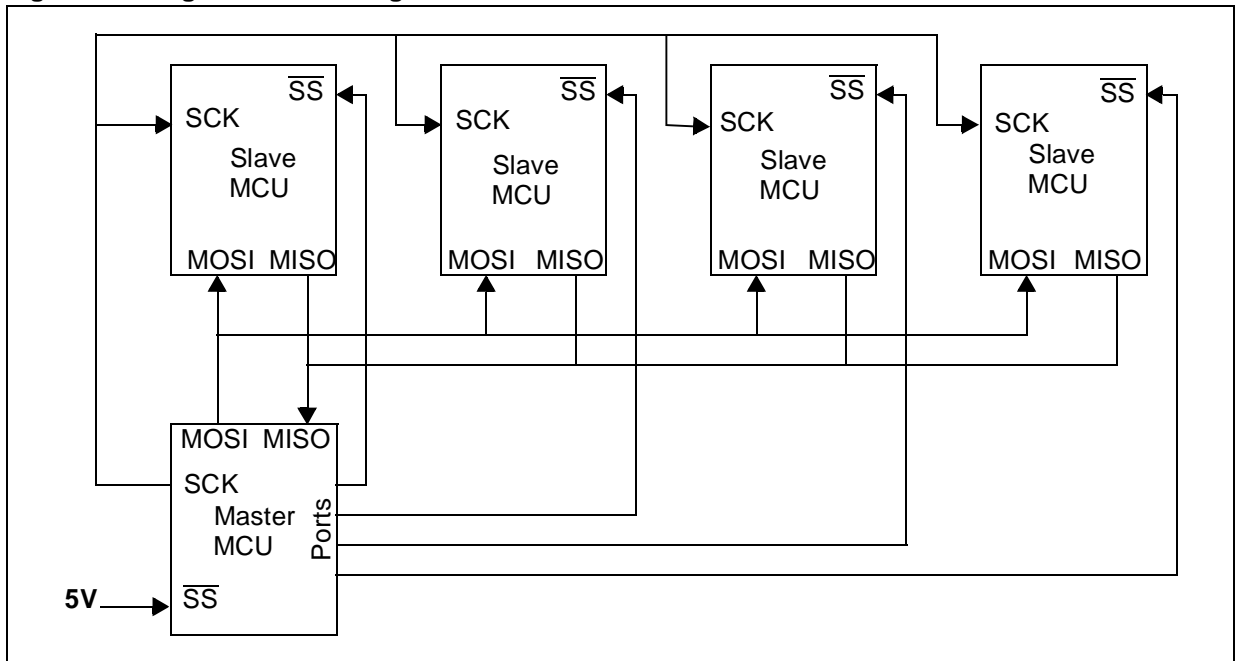 SS SS SS SS
SCK SCK SCK SCK
Slave Slave Slave Slave
MCU MCU MCU MCU
MOSI MISO MOSI MISO MOSI MISO MOSI MISO
MOSI MISO
SCK
Master
MCU
Ports
5V SS